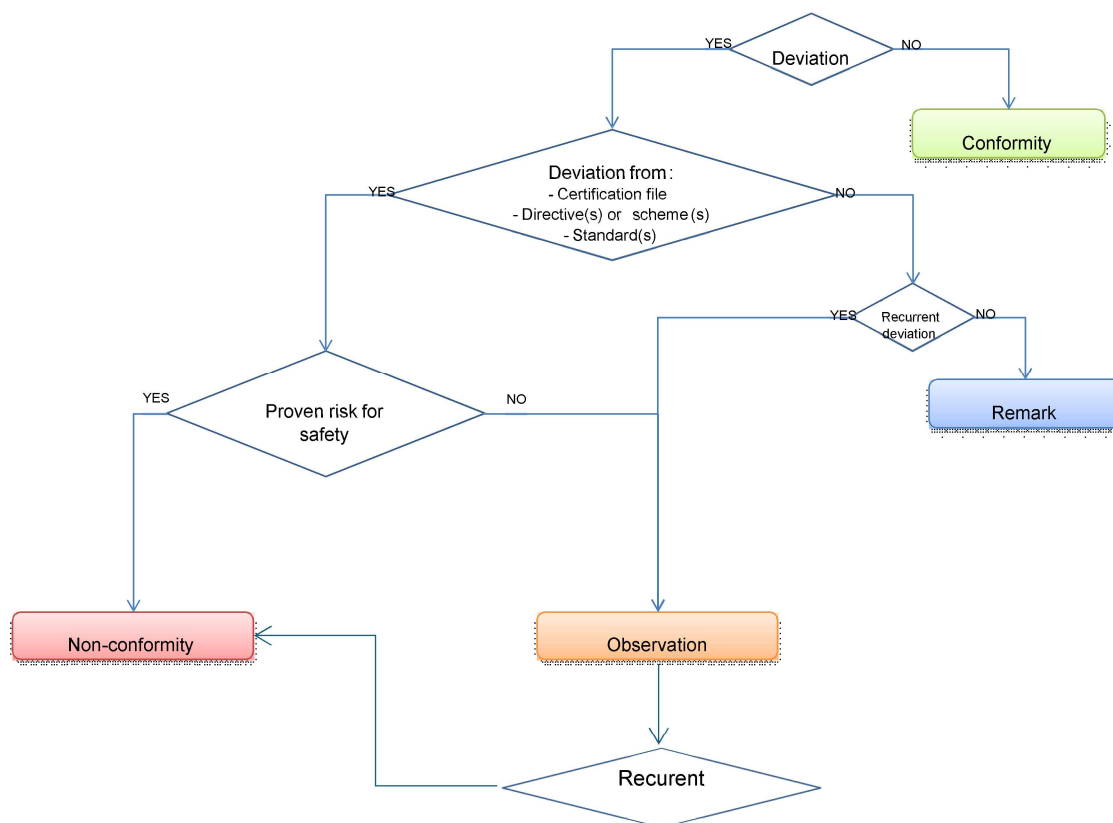 YES
NO
Deviation
Conformity
Deviation from:
- Certification file
- Directive(s) or scheme(s)
- Standard(s)
YES
NO
YES
Recurrent
deviation
NO
Remark
YES
Proven risk for
safety
NO
Non-conformity
Observation
Recurent